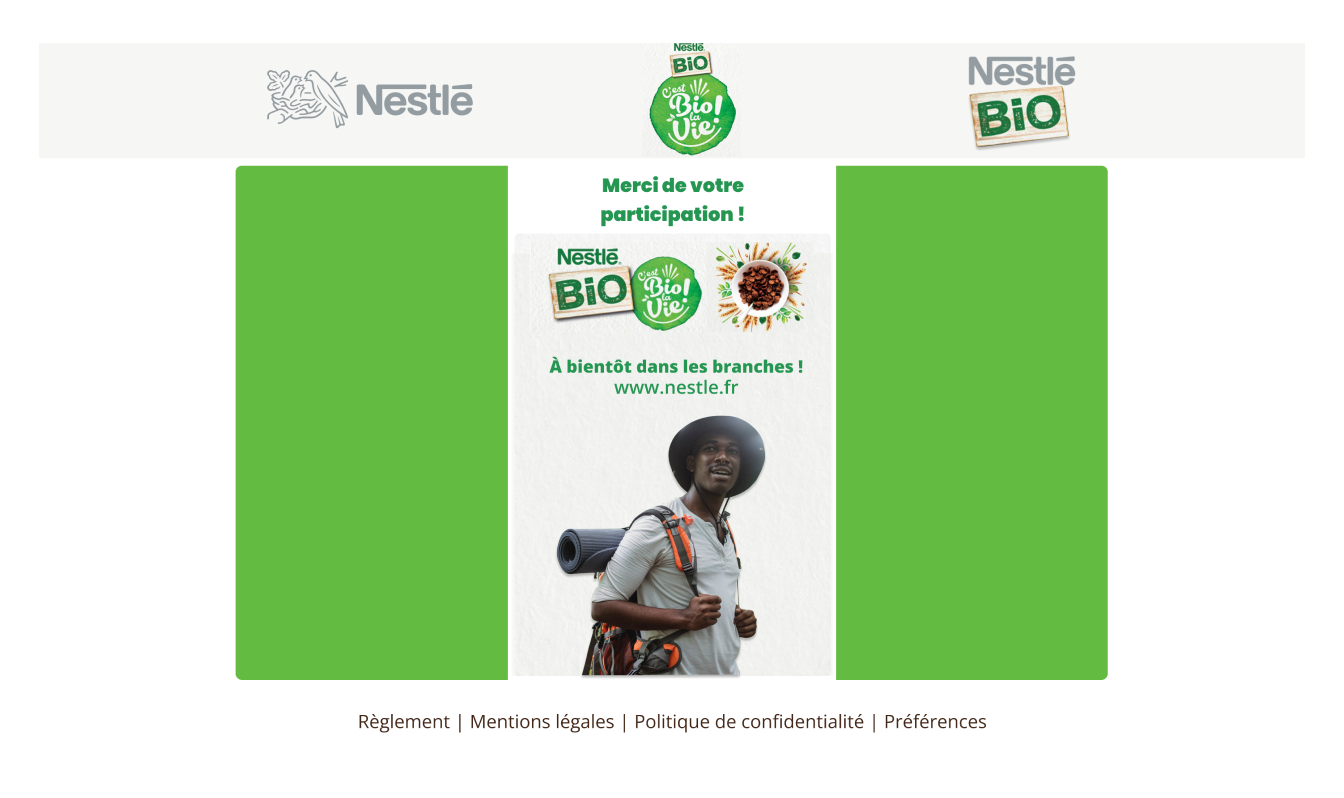 Nestlé
Nestlé
BiO
C'est
Bio!
la
Vie!
Nestlé
BiO
Merci de votre
participation !
Nestlé
BiO
C'est
Bio!
la
Vie!
À bientôt dans les branches !
www.nestle.fr
Règlement | Mentions légales | Politique de confidentialité | Préférences